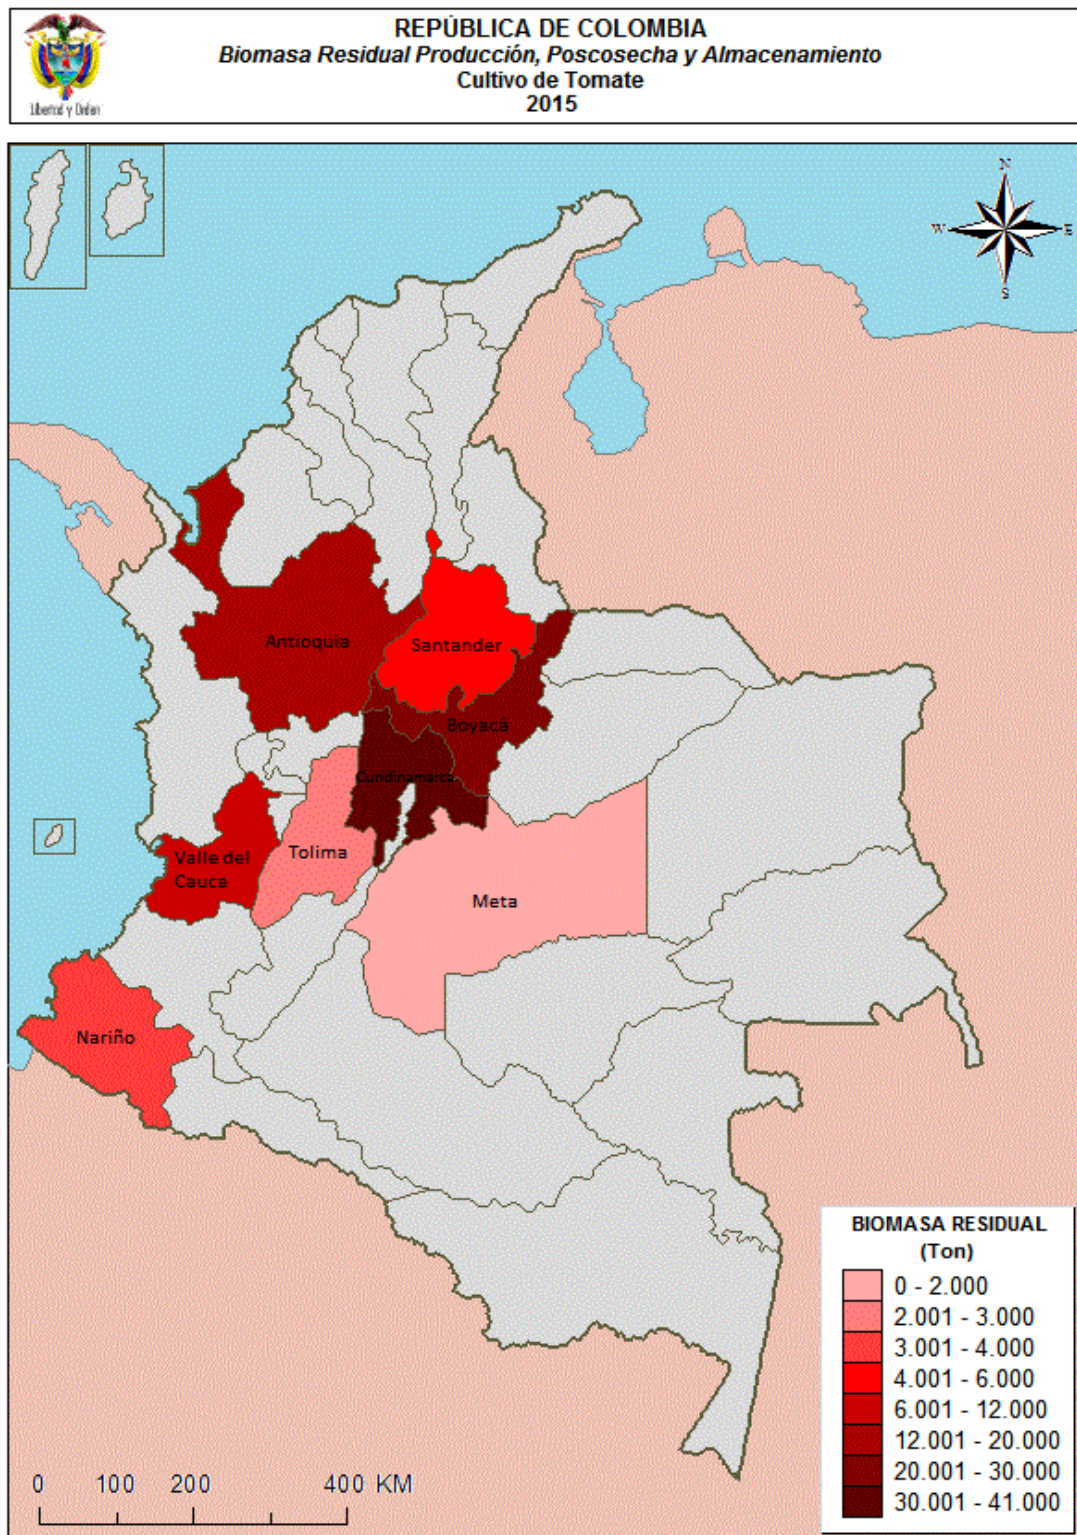 REPÚBLICA DE COLOMBIA
Biomasa Residual Producción, Poscosecha y Almacenamiento
Cultivo de Tomate
2015
Libertad y Orden
N
W
E
S
Antioquia
Santander
Boyacá
Cundinamarca
Tolima
Valle del
Cauca
Meta
Nariño
BIOMASA RESIDUAL
(Ton)
0 - 2.000
2.001 - 3.000
3.001 - 4.000
4.001 - 6.000
6.001 - 12.000
12.001 - 20.000
20.001 - 30.000
30.001 - 41.000
0 100 200 400 KM